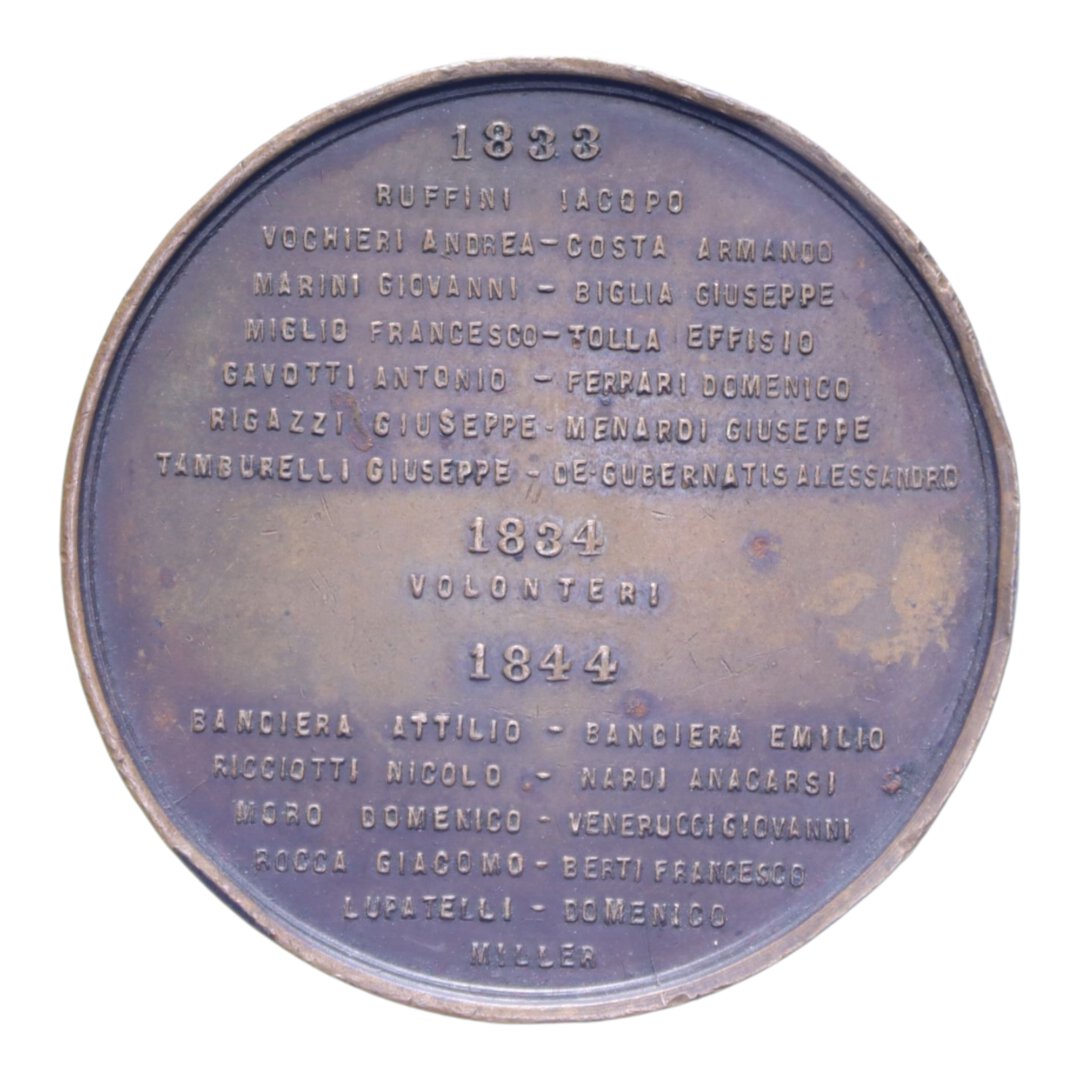 1833
RUFFINI IACOPO
VOCHIERI ANDREA-COSTA ARMANDO
MARINI GIOVANNI - BIGLIA GIUSEPPE
MIGLIO FRANCESCO-TOLLA EFFISIO
GAVOTTI ANTONIO - FERRARI DOMENICO
RIGAZZI GIUSEPPE-MENARDI GIUSEPPE
TAMBURELLI GIUSEPPE - DE-GUBERNATIS ALESSANDRO
1834
VOLONTERI
1844
BANDIERA ATTILIO - BANDIERA EMILIO
RICCIOTTI NICOLO - NARDI ANACARSI
MORO DOMENICO - VENERUCCI GIOVANNI
ROCCA GIACOMO-BERTI FRANCESCO
LUPATELLI - DOMENICO
MILLER